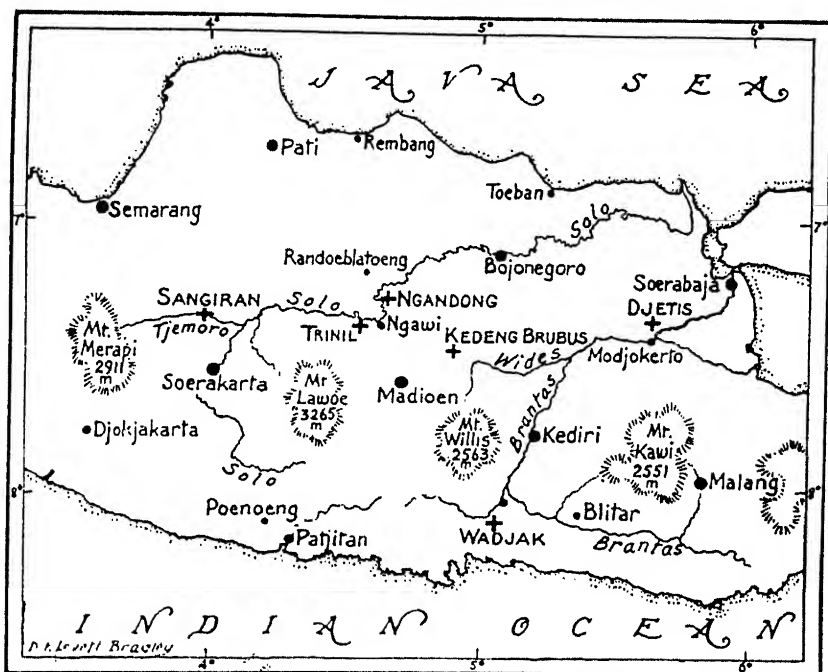 4° 5° 6°
JAVA SEA
Pati
Rembang
Toeban
Semarang
7° 7°
Solo
Randoeblatoeng
Bojonegoro
Soerabaja
SANGIRAN
Solo
NGANDONG
DJETIS
Tjemoro
TRINIL
Ngawi
KEDENG BRUBUS
Mt.
Merapi
2911
m
Wides
Modjokerto
Soerakarta
Mt
Lawoe
3265
m
Madioen
Brantas
Djokjakarta
Mt.
Willis
2563
m
Kediri
Mt.
Kawi
2551
m
Solo
Malang
8° 8°
Poenoeng
Blitar
Patjitan
WADJAK
Brantas
INDIAN OCEAN
4° 5° 6°